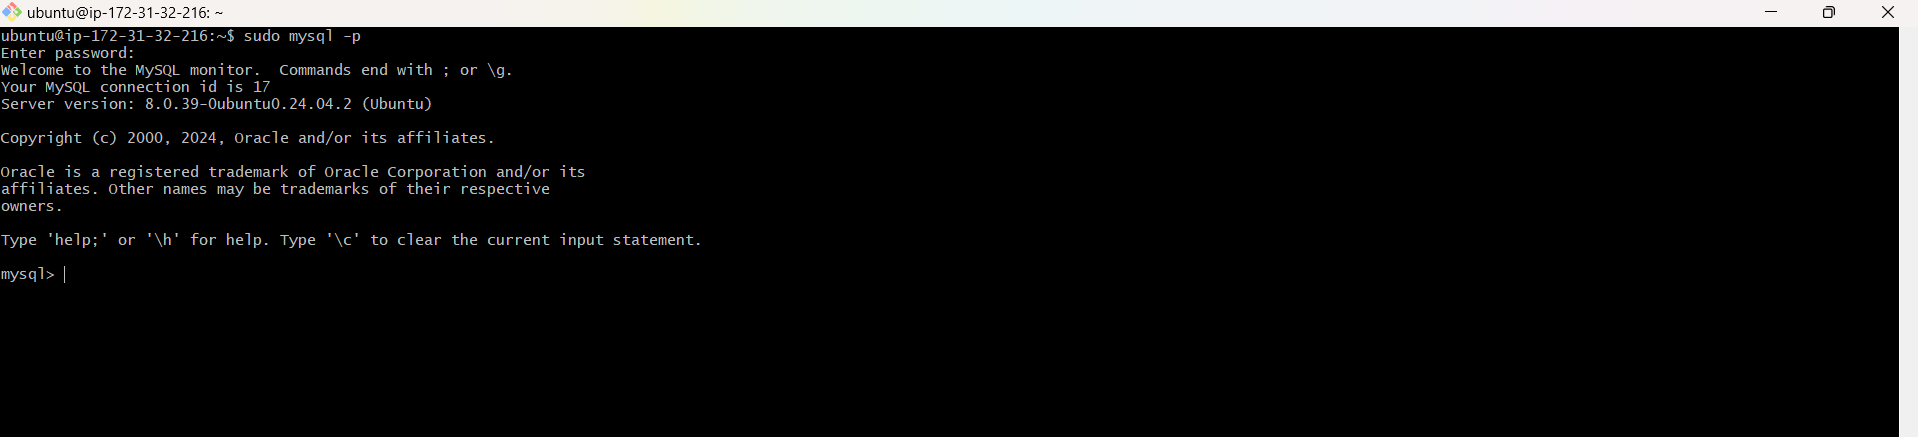 ubuntu@ip-172-31-32-216: ~
ubuntu@ip-172-31-32-216:~$ sudo mysql -p
Enter password:
Welcome to the MySQL monitor.  Commands end with ; or \g.
Your MySQL connection id is 17
Server version: 8.0.39-0ubuntu0.24.04.2 (Ubuntu)
Copyright (c) 2000, 2024, Oracle and/or its affiliates.
Oracle is a registered trademark of Oracle Corporation and/or its
affiliates. Other names may be trademarks of their respective
owners.
Type 'help;' or '\h' for help. Type '\c' to clear the current input statement.
mysql>